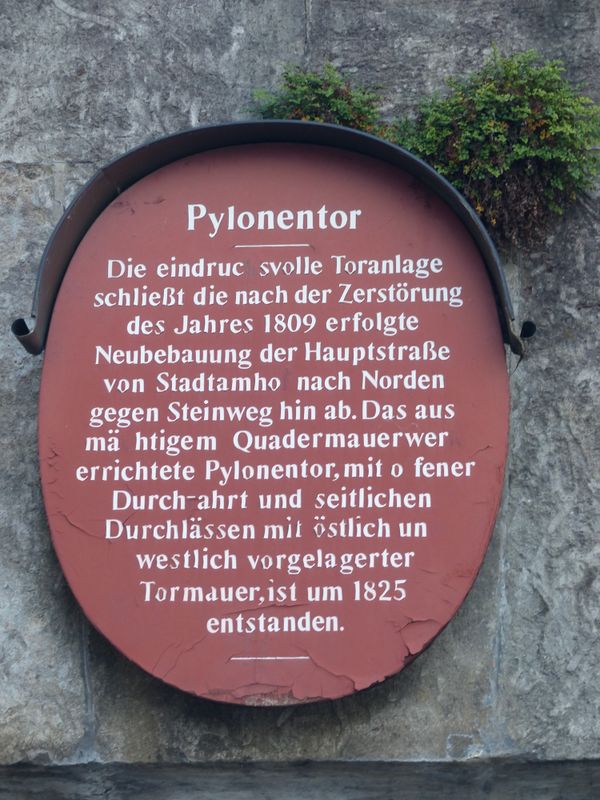 Pylonentor
Die eindruc svolle Toranlage
schließt die nach der Zerstörung
des Jahres 1809 erfolgte
Neubebauung der Hauptstraße
von Stadtamho nach Norden
gegen Steinweg hin ab. Das aus
mä htigem Quadermauerwer
errichtete Pylonentor, mit o fener
Durch-ahrt und seitlichen
Durchlässen mit östlich un
westlich vorgelagerter
Tormauer, ist um 1825
entstanden.